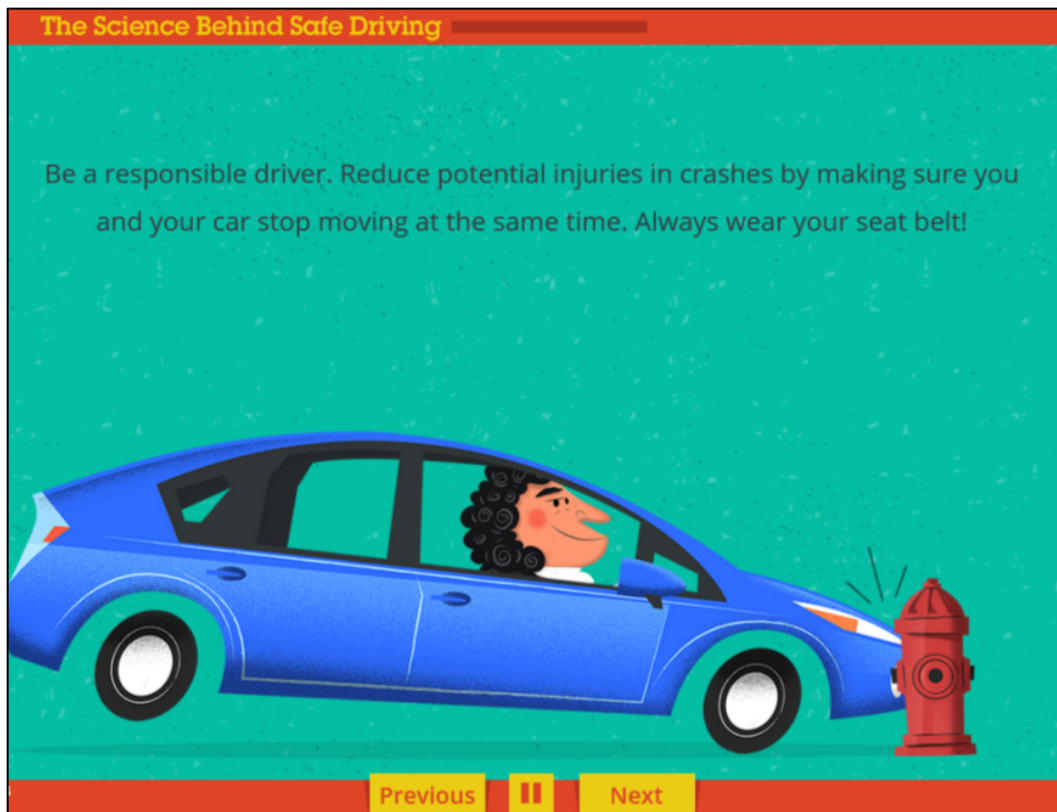 The Science Behind Safe Driving
Be a responsible driver. Reduce potential injuries in crashes by making sure you
and your car stop moving at the same time. Always wear your seat belt!
Previous
Next